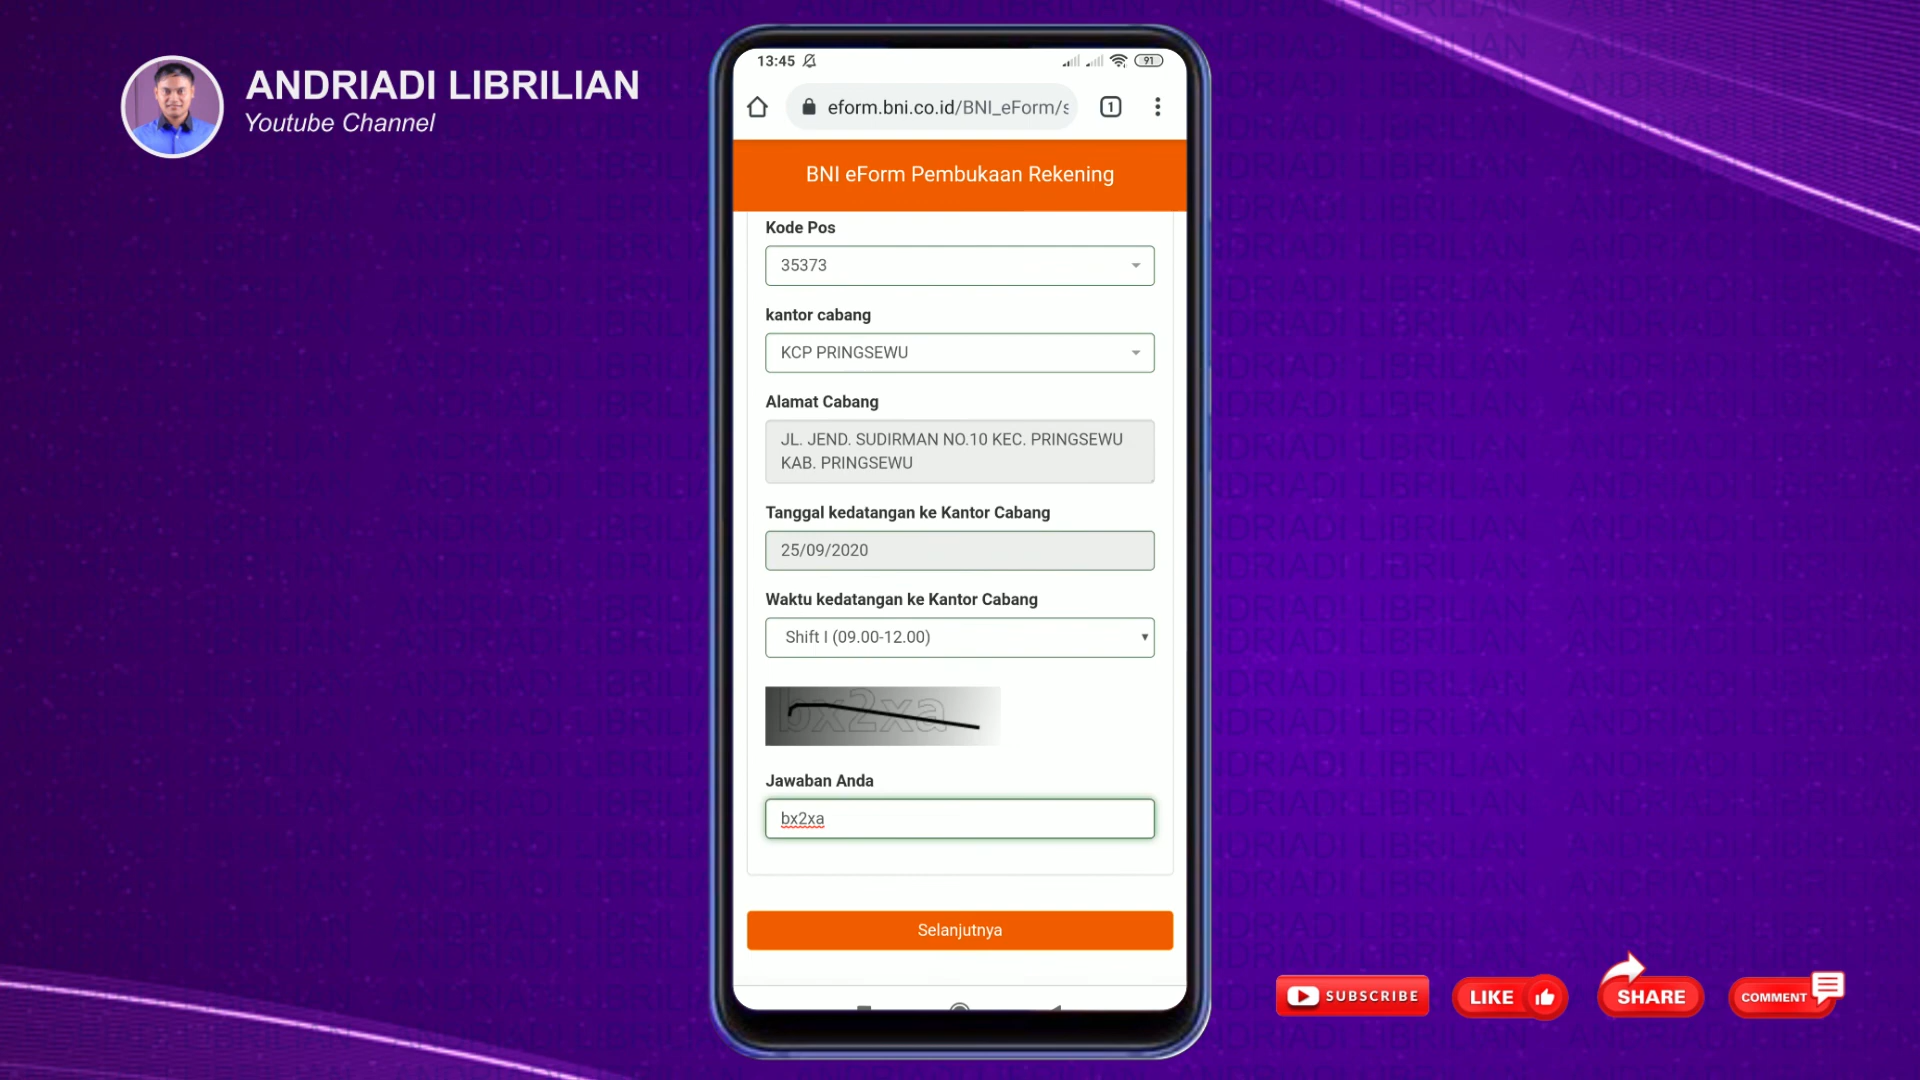 ANDRIADI LIBRILIAN
Youtube Channel
13:45
91
eform.bni.co.id/BNI_eForm/s
1
BNI eForm Pembukaan Rekening
Kode Pos
35373
kantor cabang
KCP PRINGSEWU
Alamat Cabang
JL. JEND. SUDIRMAN NO.10 KEC. PRINGSEWU
KAB. PRINGSEWU
Tanggal kedatangan ke Kantor Cabang
25/09/2020
Waktu kedatangan ke Kantor Cabang
Shift I (09.00-12.00)
bx2xa
Jawaban Anda
bx2xa
Selanjutnya
SUBSCRIBE
LIKE
SHARE
COMMENT